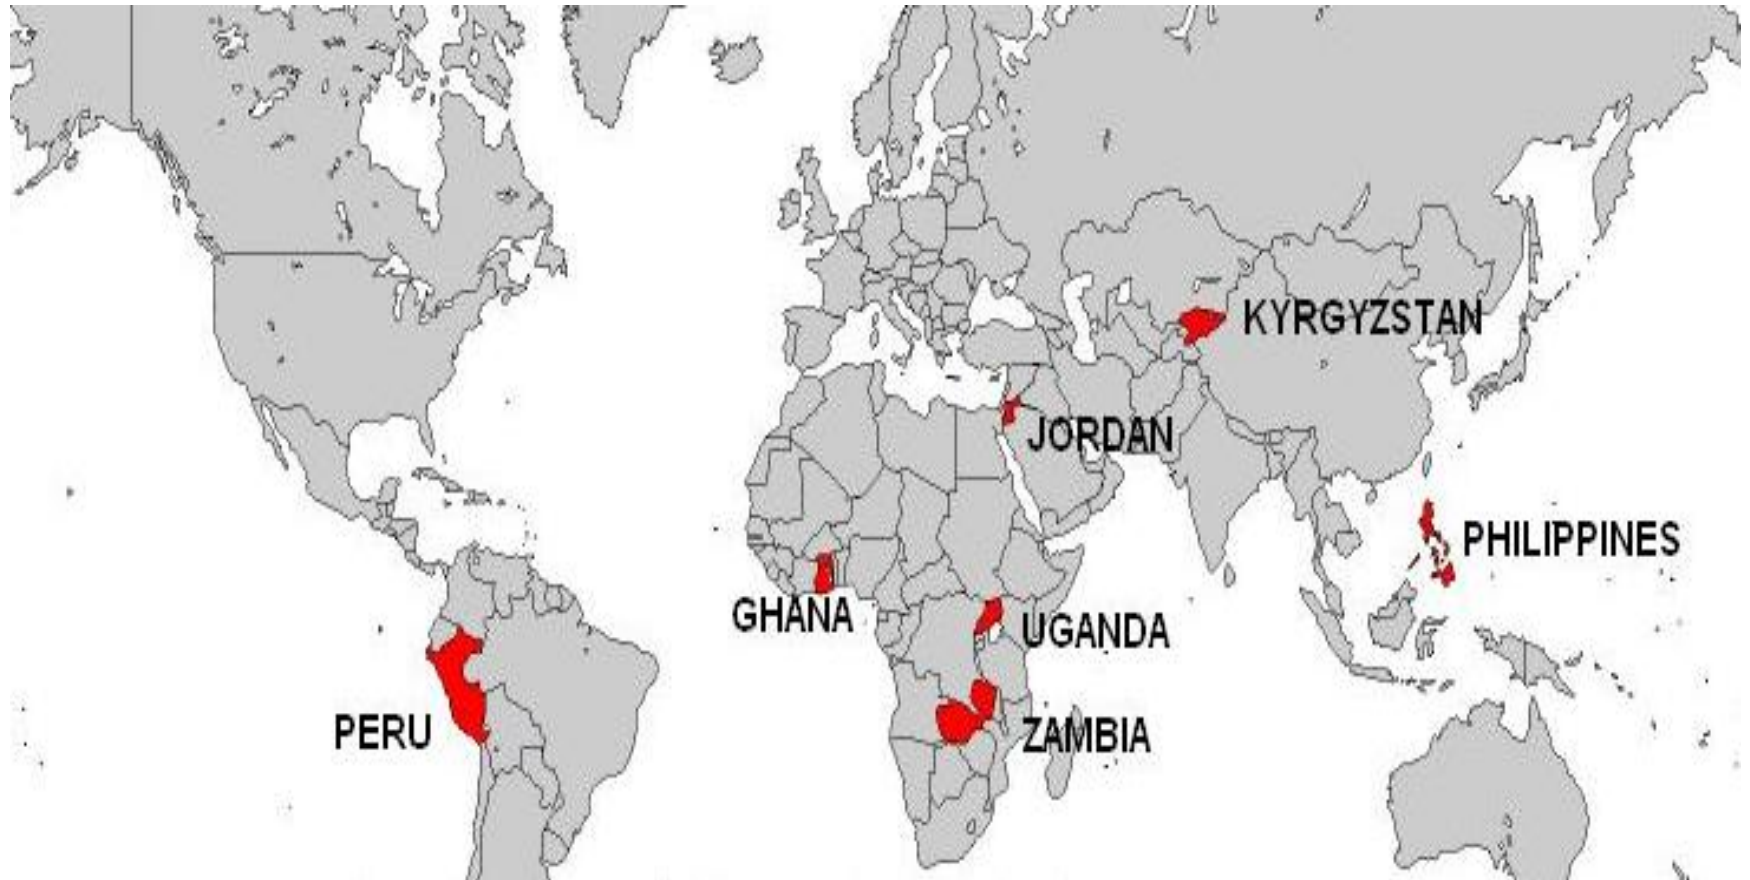 KYRGYZSTAN
JORDAN
PHILIPPINES
GHANA
UGANDA
PERU
ZAMBIA